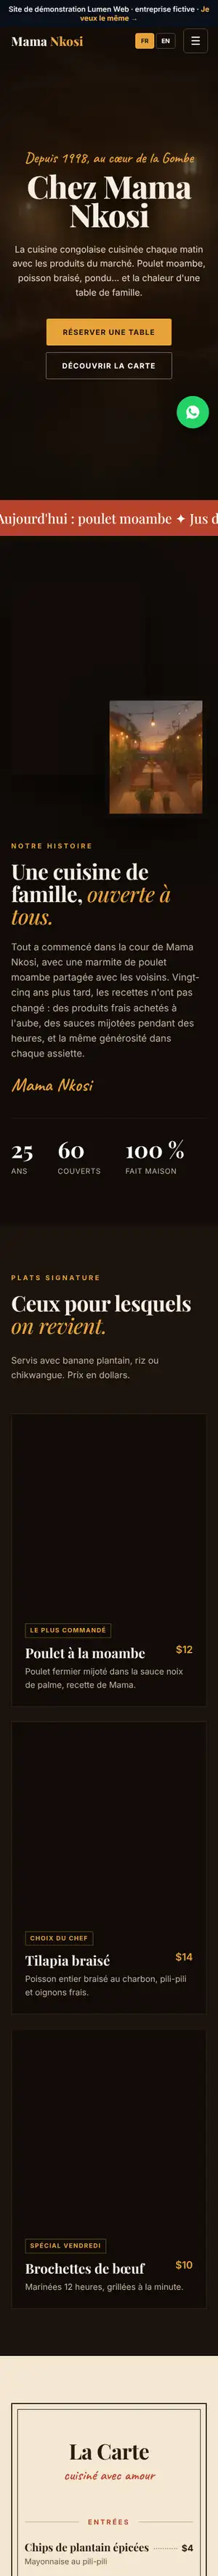 Site de démonstration Lumen Web · entreprise fictive · Je
veux le même →
Mama Nkosi
FR EN
Depuis 1998, au cœur de la Gombe
Chez Mama
Nkosi
La cuisine congolaise cuisinée chaque matin
avec les produits du marché. Poulet moambe,
poisson braisé, pondu… et la chaleur d'une
table de famille.
RÉSERVER UNE TABLE
DÉCOUVRIR LA CARTE
Aujourd'hui : poulet moambe ✦ Jus d
NOTRE HISTOIRE
Une cuisine de
famille, ouverte à
tous.
Tout a commencé dans la cour de Mama
Nkosi, avec une marmite de poulet
moambe partagée avec les voisins. Vingt-
cinq ans plus tard, les recettes n'ont pas
changé : des produits frais achetés à
l'aube, des sauces mijotées pendant des
heures, et la même générosité dans
chaque assiette.
Mama Nkosi
25 60 100 %
ANS COUVERTS FAIT MAISON
PLATS SIGNATURE
Ceux pour lesquels
on revient.
Servis avec banane plantain, riz ou
chikwangue. Prix en dollars.
LE PLUS COMMANDÉ
Poulet à la moambe $12
Poulet fermier mijoté dans la sauce noix
de palme, recette de Mama.
CHOIX DU CHEF
Tilapia braisé $14
Poisson entier braisé au charbon, pili-pili
et oignons frais.
SPÉCIAL VENDREDI
Brochettes de bœuf $10
Marinées 12 heures, grillées à la minute.
La Carte
cuisiné avec amour
ENTRÉES
Chips de plantain épicées $4
Mayonnaise au pili-pili